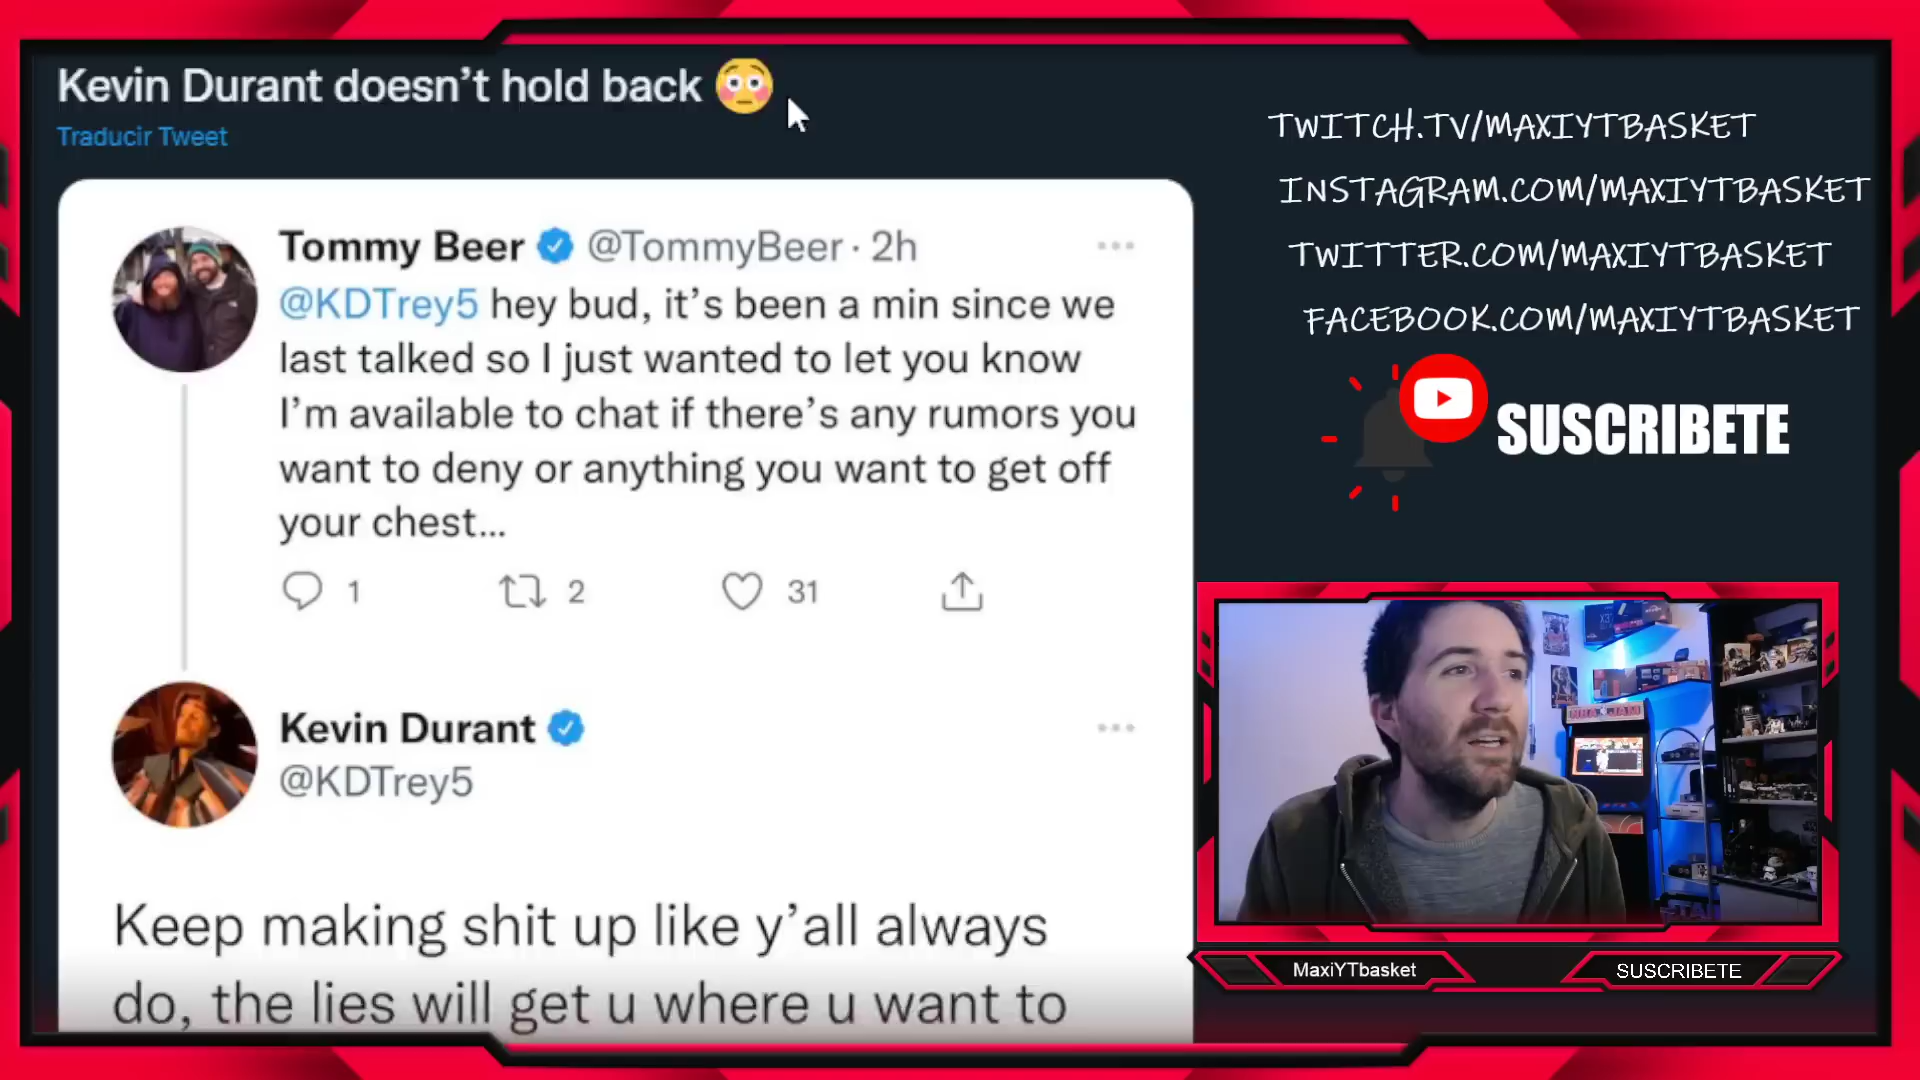 Kevin Durant doesn’t hold back 😳
Traducir Tweet
Tommy Beer @TommyBeer · 2h
@KDTrey5 hey bud, it’s been a min since we
last talked so I just wanted to let you know
I’m available to chat if there’s any rumors you
want to deny or anything you want to get off
your chest...
1 2 31
Kevin Durant
@KDTrey5
Keep making shit up like y’all always
do, the lies will get u where u want to
TWITCH.TV/MAXIYTBASKET
INSTAGRAM.COM/MAXIYTBASKET
TWITTER.COM/MAXIYTBASKET
FACEBOOK.COM/MAXIYTBASKET
SUSCRIBETE
NBA JAM
MaxiYTbasket
SUSCRIBETE